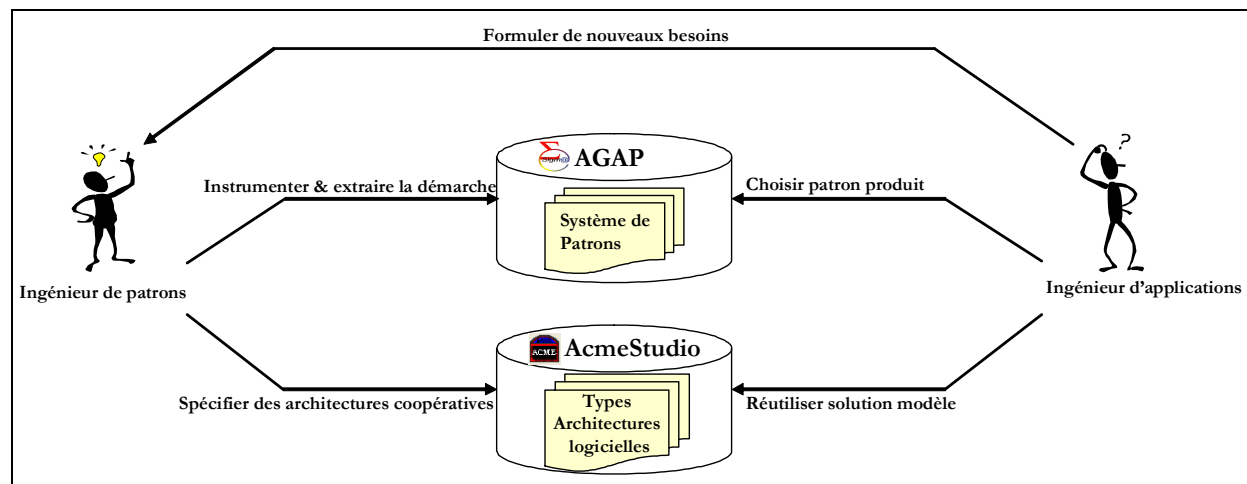 Formuler de nouveaux besoins
?
Σ
sigm@
AGAP
Instrumenter & extraire la démarche
Choisir patron produit
Système de
Patrons
Ingénieur de patrons
Ingénieur d'applications
ACME
AcmeStudio
Spécifier des architectures coopératives
Réutiliser solution modèle
Types
Architectures
logicielles